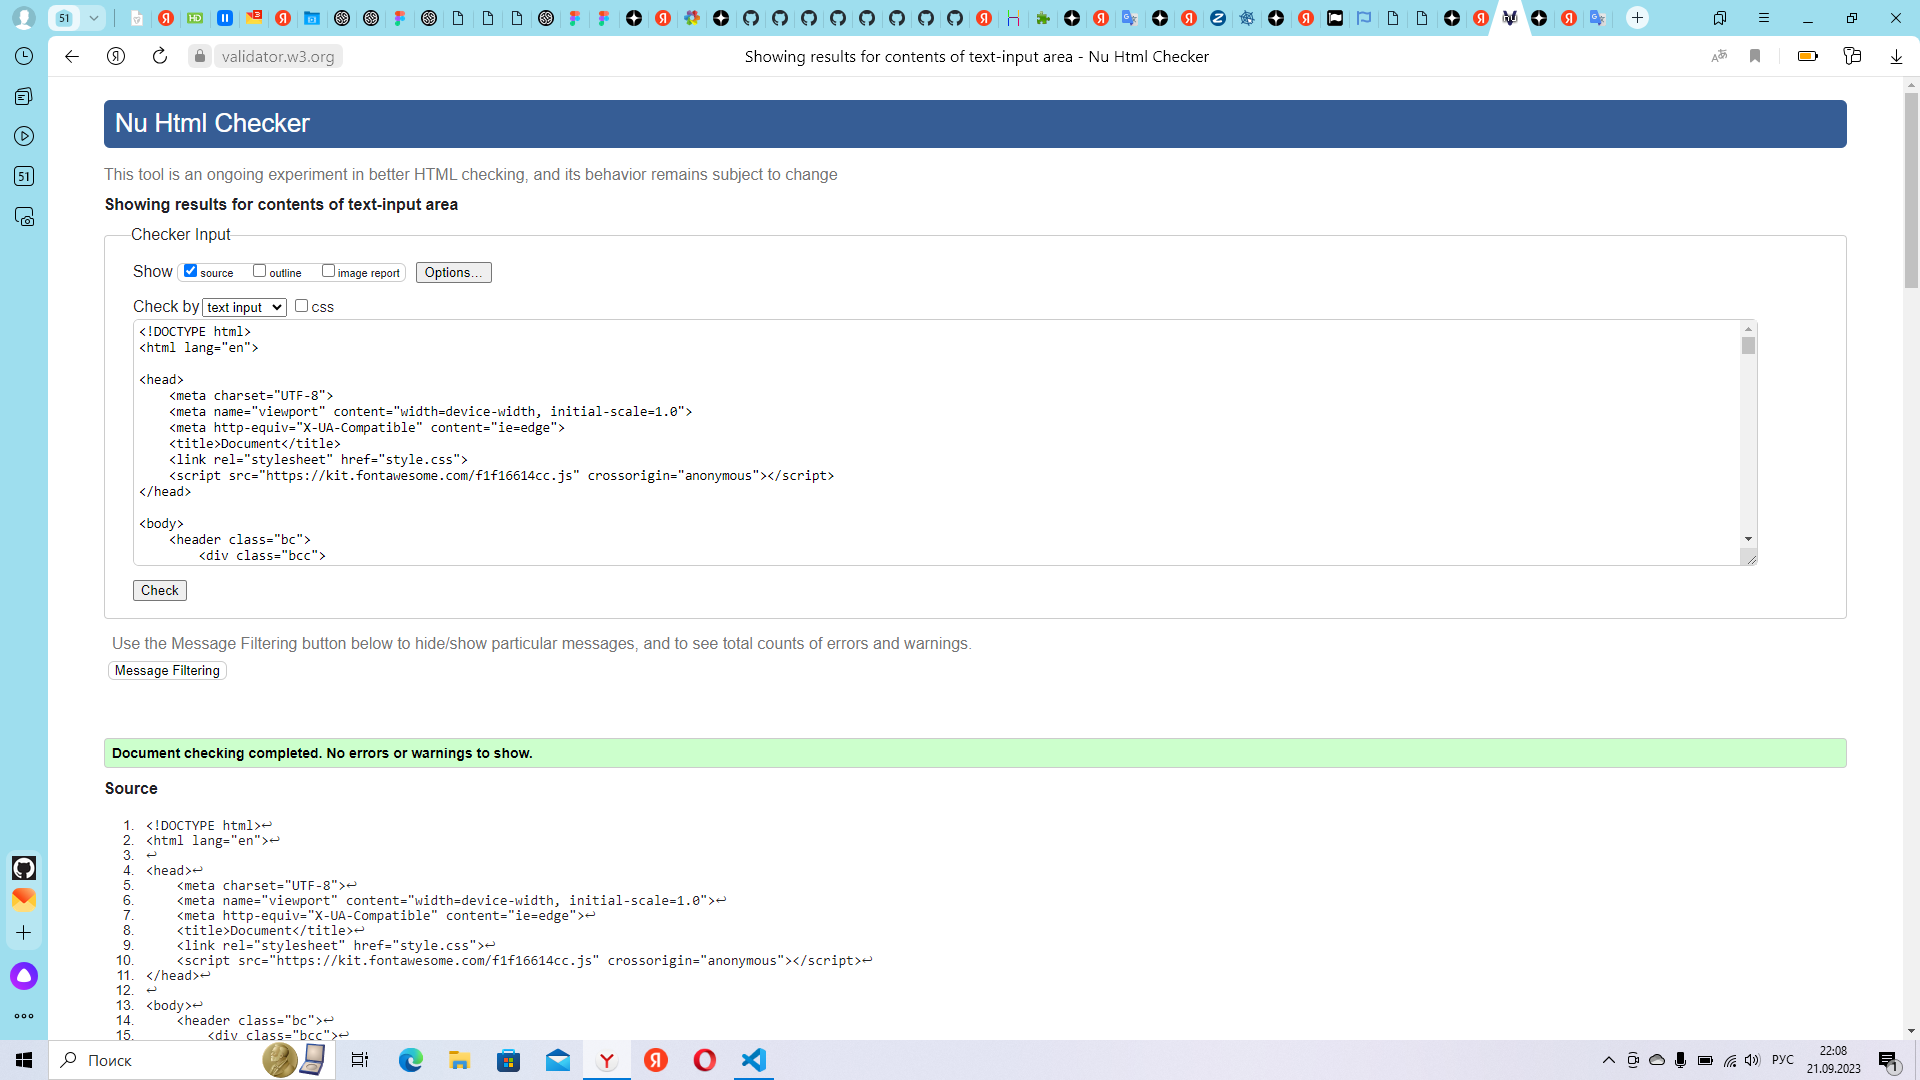 51
validator.w3.org
Showing results for contents of text-input area - Nu Html Checker
51
Nu Html Checker
This tool is an ongoing experiment in better HTML checking, and its behavior remains subject to change
Showing results for contents of text-input area
Checker Input
Show source outline image report Options...
Check by text input css
<!DOCTYPE html>
<html lang="en">
<head>
<meta charset="UTF-8">
<meta name="viewport" content="width=device-width, initial-scale=1.0">
<meta http-equiv="X-UA-Compatible" content="ie=edge">
<title>Document</title>
<link rel="stylesheet" href="style.css">
<script src="https://kit.fontawesome.com/f1f16614cc.js" crossorigin="anonymous"></script>
</head>
<body>
<header class="bc">
<div class="bcc">
Check
Use the Message Filtering button below to hide/show particular messages, and to see total counts of errors and warnings.
Message Filtering
Document checking completed. No errors or warnings to show.
Source
1. <!DOCTYPE html>↩
2. <html lang="en">↩
3. ↩
4. <head>↩
5. <meta charset="UTF-8">↩
6. <meta name="viewport" content="width=device-width, initial-scale=1.0">↩
7. <meta http-equiv="X-UA-Compatible" content="ie=edge">↩
8. <title>Document</title>↩
9. <link rel="stylesheet" href="style.css">↩
10. <script src="https://kit.fontawesome.com/f1f16614cc.js" crossorigin="anonymous"></script>↩
11. </head>↩
12. ↩
13. <body>↩
14. <header class="bc">↩
15. <div class="bcc">↩
Поиск
РУС
22:08
21.09.2023
1